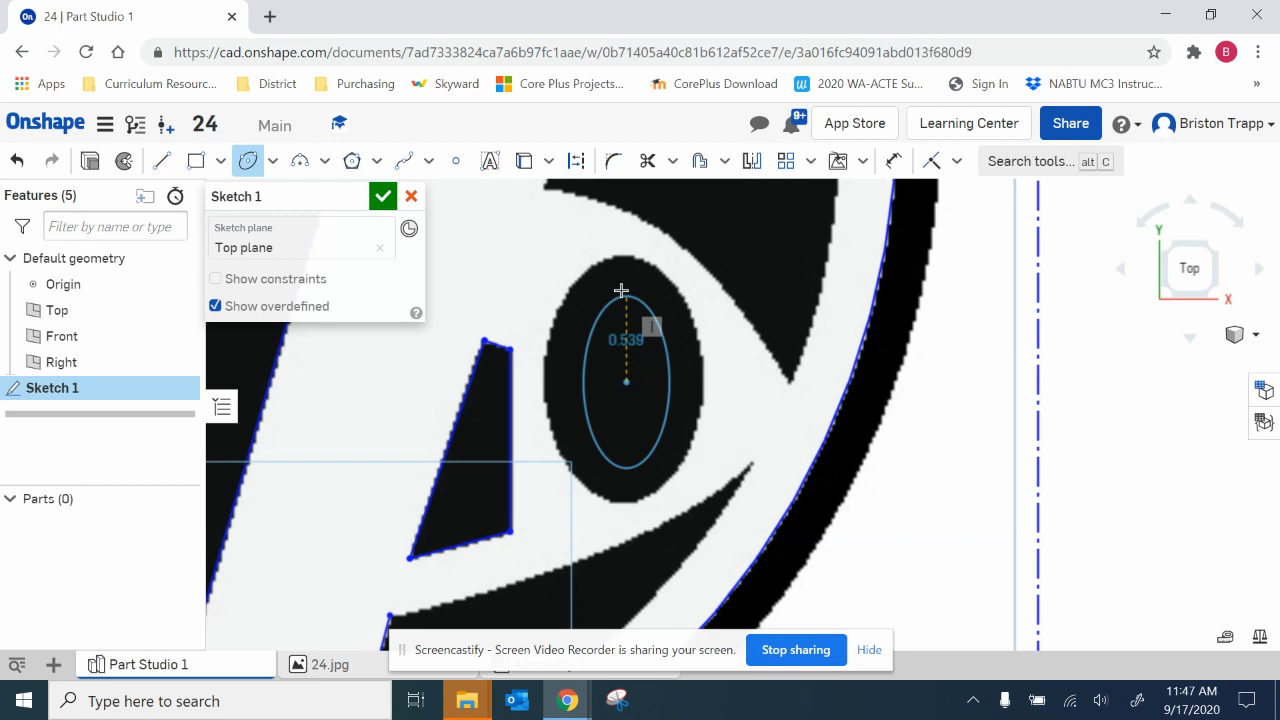 24 | Part Studio 1
https://cad.onshape.com/documents/7ad7333824ca7a6b97fc1aae/w/0b71405a40c81b612af52ce7/e/3a016fc94091abd013f680d9
B
Apps
Curriculum Resourc...
District
Purchasing
Skyward
Core Plus Projects...
CorePlus Download
2020 WA-ACTE Su...
Sign In
NABTU MC3 Instruc...
»
Onshape
24
Main
9+
App Store
Learning Center
Share
Briston Trapp
Search tools... alt C
Features (5)
Filter by name or type
Default geometry
Origin
Top
Front
Right
Sketch 1
Parts (0)
Sketch 1
Sketch plane
Top plane
Show constraints
Show overdefined
0.539
Y
Top
X
Screencastify - Screen Video Recorder is sharing your screen.
Stop sharing
Hide
Part Studio 1
24.jpg
Type here to search
11:47 AM
9/17/2020